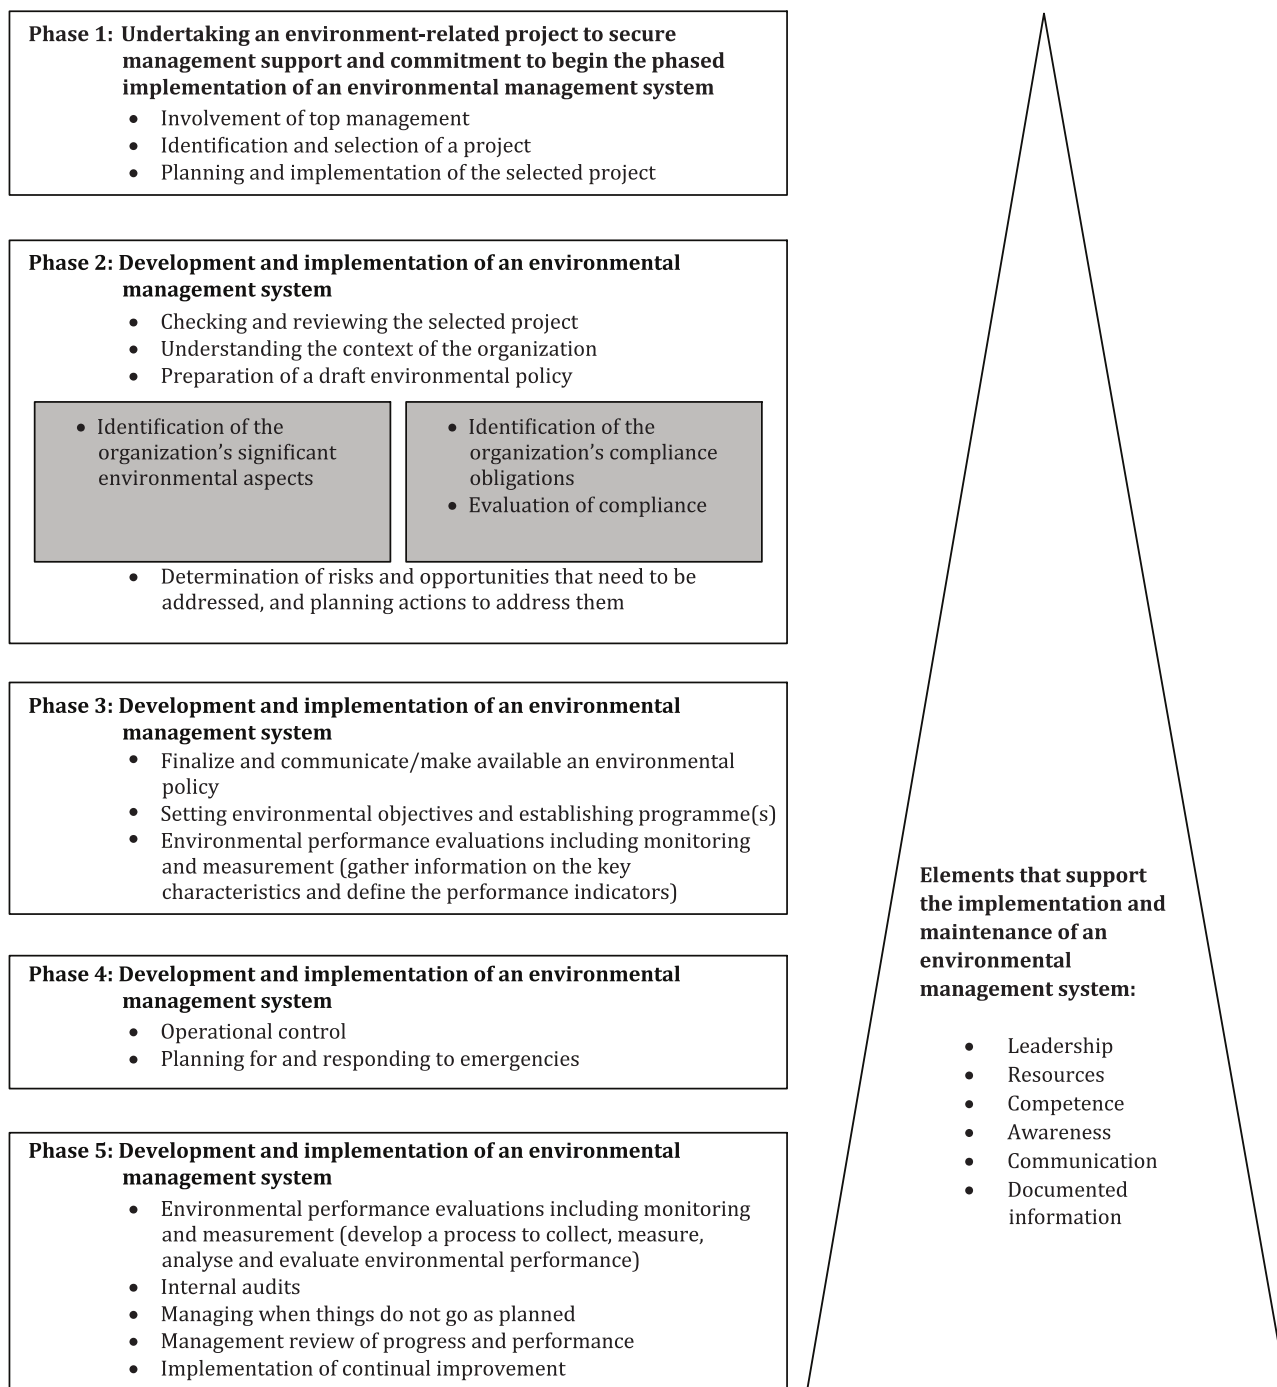 Phase 1: Undertaking an environment-related project to secure
management support and commitment to begin the phased
implementation of an environmental management system
• Involvement of top management
• Identification and selection of a project
• Planning and implementation of the selected project
Phase 2: Development and implementation of an environmental
management system
• Checking and reviewing the selected project
• Understanding the context of the organization
• Preparation of a draft environmental policy
• Identification of the
organization’s significant
environmental aspects
• Identification of the
organization’s compliance
obligations
• Evaluation of compliance
• Determination of risks and opportunities that need to be
addressed, and planning actions to address them
Phase 3: Development and implementation of an environmental
management system
• Finalize and communicate/make available an environmental
policy
• Setting environmental objectives and establishing programme(s)
• Environmental performance evaluations including monitoring
and measurement (gather information on the key
characteristics and define the performance indicators)
Phase 4: Development and implementation of an environmental
management system
• Operational control
• Planning for and responding to emergencies
Phase 5: Development and implementation of an environmental
management system
• Environmental performance evaluations including monitoring
and measurement (develop a process to collect, measure,
analyse and evaluate environmental performance)
• Internal audits
• Managing when things do not go as planned
• Management review of progress and performance
• Implementation of continual improvement
Elements that support
the implementation and
maintenance of an
environmental
management system:
• Leadership
• Resources
• Competence
• Awareness
• Communication
• Documented
information